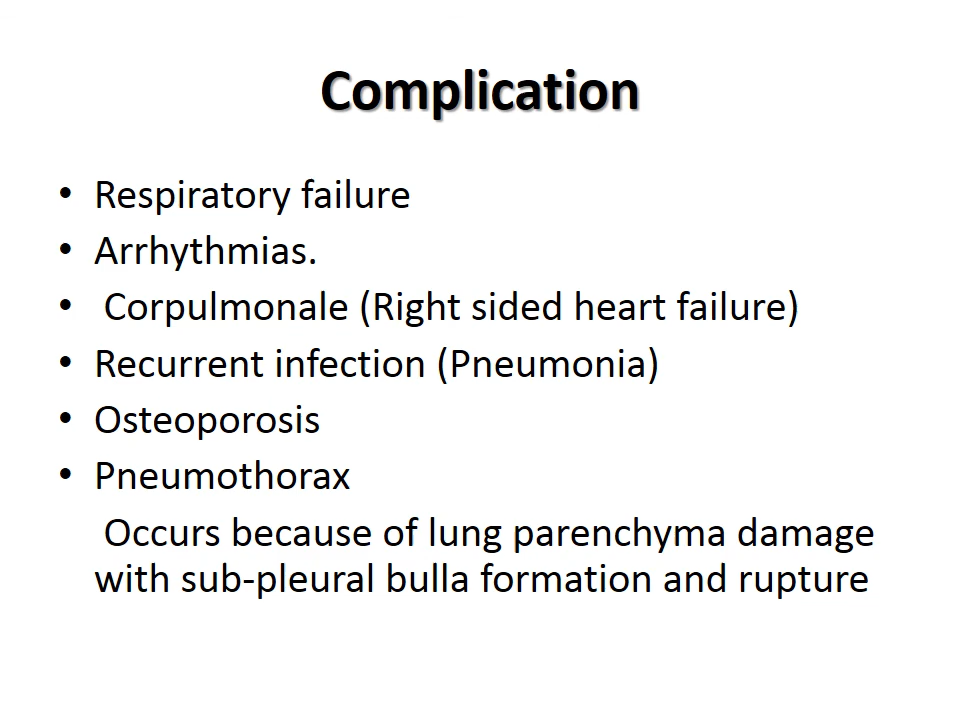 Complication
• Respiratory failure
• Arrhythmias.
• Corpulmonale (Right sided heart failure)
• Recurrent infection (Pneumonia)
• Osteoporosis
• Pneumothorax
Occurs because of lung parenchyma damage
with sub-pleural bulla formation and rupture